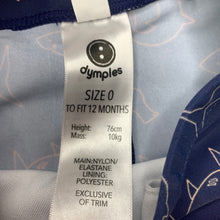 dymples
SIZE 0
TO FIT 12 MONTHS
Height: 76cm
Mass: 10kg
MAIN:NYLON/
ELASTANE
LINING:
POLYESTER
EXCLUSIVE
OF TRIM